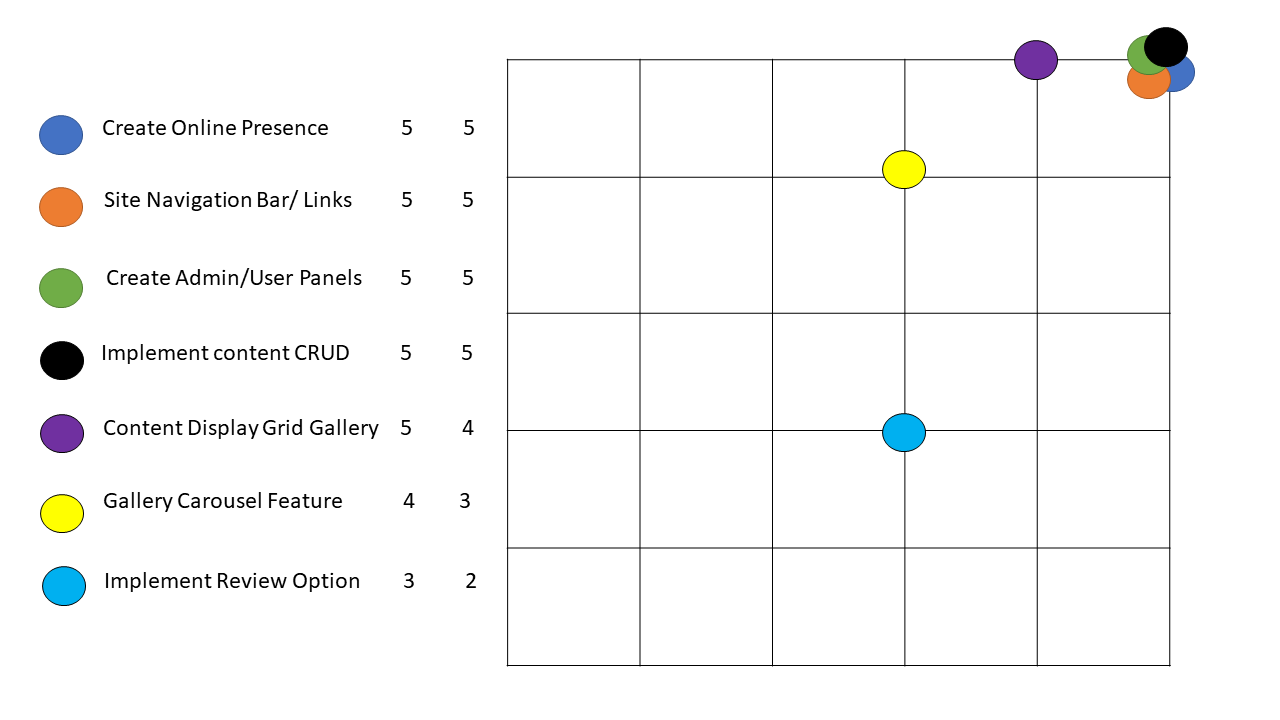 Create Online Presence 5 5
Site Navigation Bar/ Links 5 5
Create Admin/User Panels 5 5
Implement content CRUD 5 5
Content Display Grid Gallery 5 4
Gallery Carousel Feature 4 3
Implement Review Option 3 2